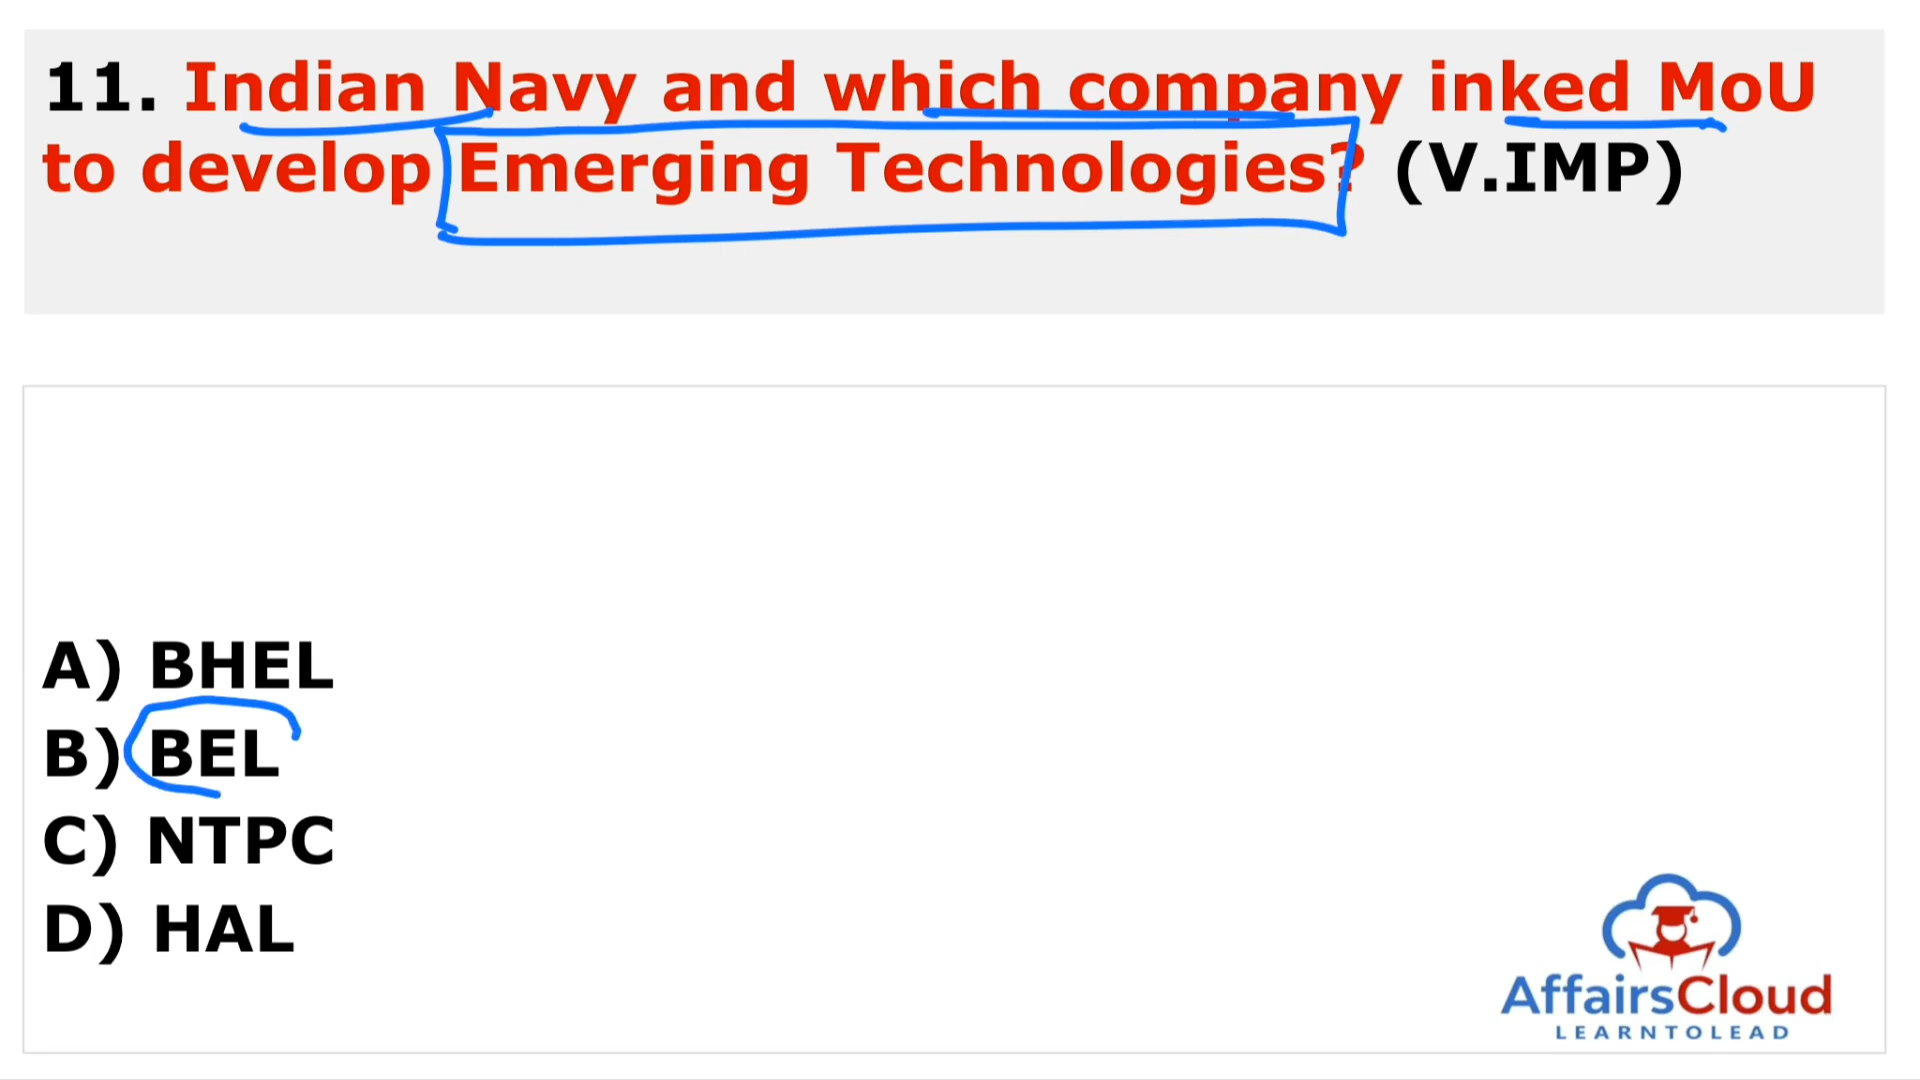 11. Indian Navy and which company inked MoU
to develop Emerging Technologies? (V.IMP)
A) BHEL
B) BEL
C) NTPC
D) HAL
AffairsCloud
LEARNTOLEAD